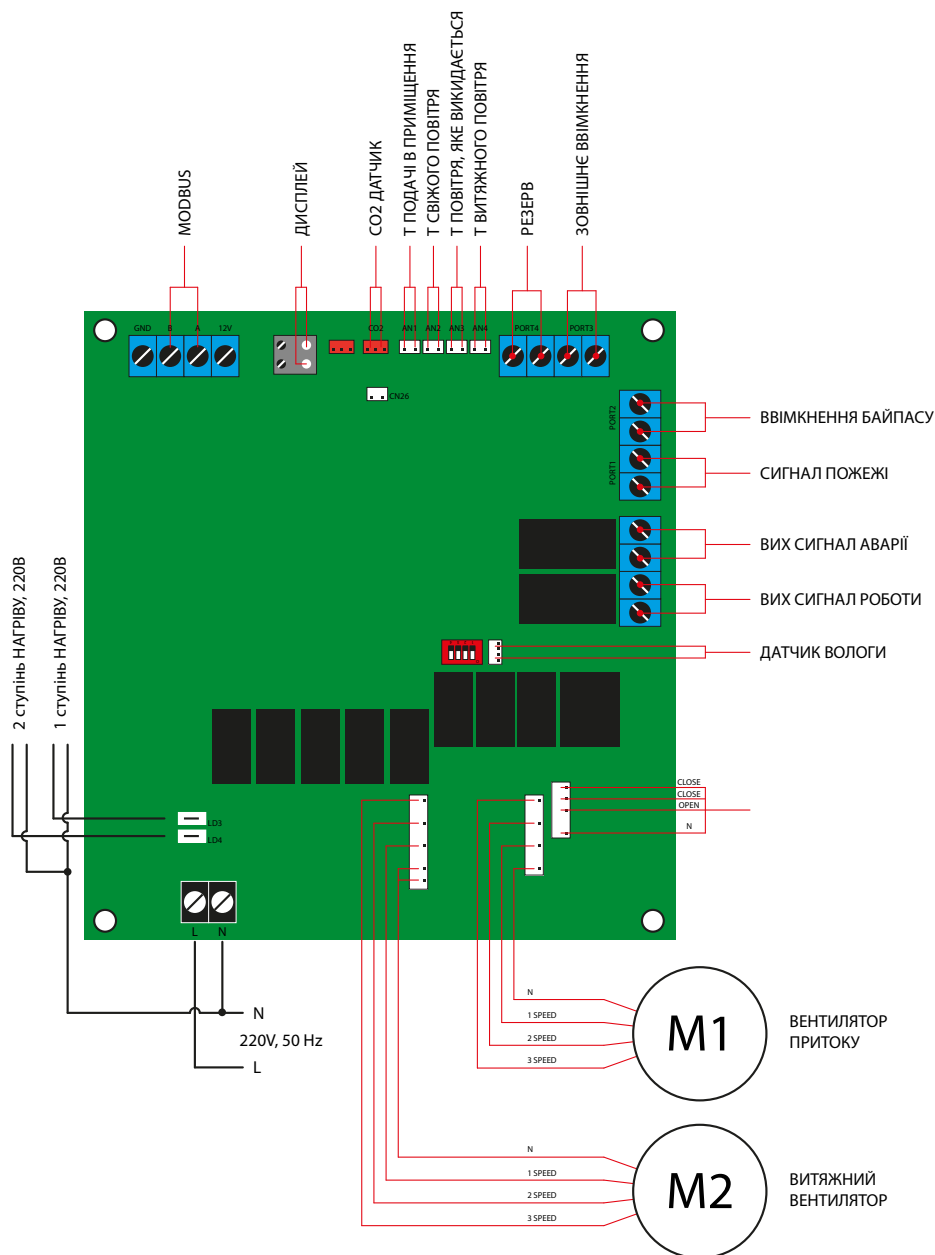 MODBUS
ДИСПЛЕЙ
CO2 ДАТЧИК
Т ПОДАЧІ В ПРИМІЩЕННЯ
Т СВІЖОГО ПОВІТРЯ
Т ПОВІТРЯ, ЯКЕ ВИКИДАЄТЬСЯ
Т ВИТЯЖНОГО ПОВІТРЯ
РЕЗЕРВ
ЗОВНІШНЄ ВВІМКНЕННЯ
GND B A 12V
CO2 AN1 AN2 AN3 AN4
PORT4 PORT3
CN26
PORT2
PORT1
ВВІМКНЕННЯ БАЙПАСУ
СИГНАЛ ПОЖЕЖІ
ВИХ СИГНАЛ АВАРІЇ
ВИХ СИГНАЛ РОБОТИ
ДАТЧИК ВОЛОГИ
2 ступінь НАГРІВУ, 220В
1 ступінь НАГРІВУ, 220В
CLOSE
CLOSE
OPEN
N
LD3
LD4
L N
N
220V, 50 Hz
L
N
1 SPEED
2 SPEED
3 SPEED
M1
ВЕНТИЛЯТОР
ПРИТОКУ
N
1 SPEED
2 SPEED
3 SPEED
M2
ВИТЯЖНИЙ
ВЕНТИЛЯТОР